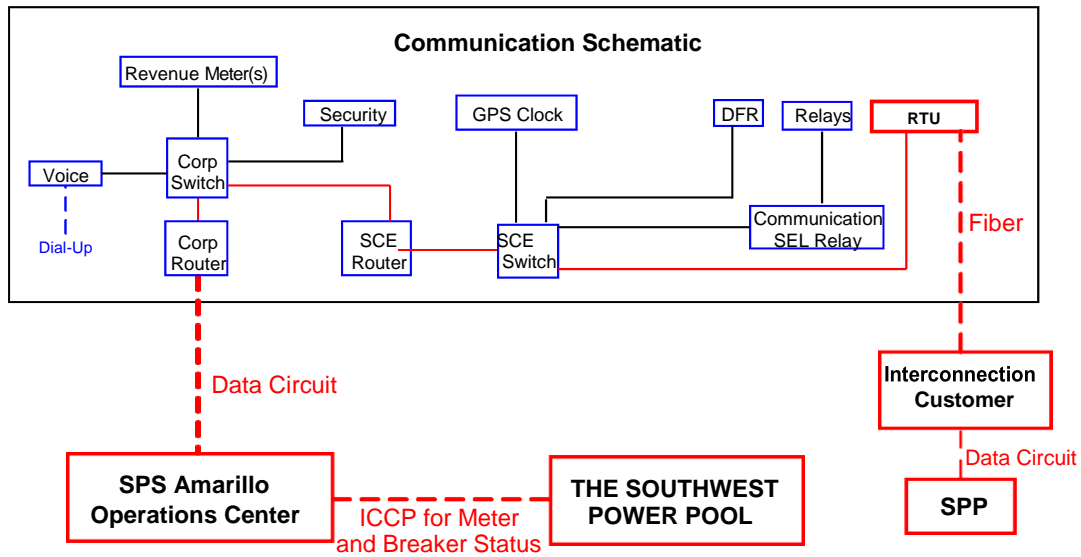 Communication Schematic
Revenue Meter(s)
Security
GPS Clock
DFR
Relays
RTU
Voice
Corp
Switch
Dial-Up
Corp
Router
SCE
Router
SCE
Switch
Communication
SEL Relay
Fiber
Data Circuit
Interconnection
Customer
Data Circuit
SPP
SPS Amarillo
Operations Center
ICCP for Meter
and Breaker Status
THE SOUTHWEST
POWER POOL